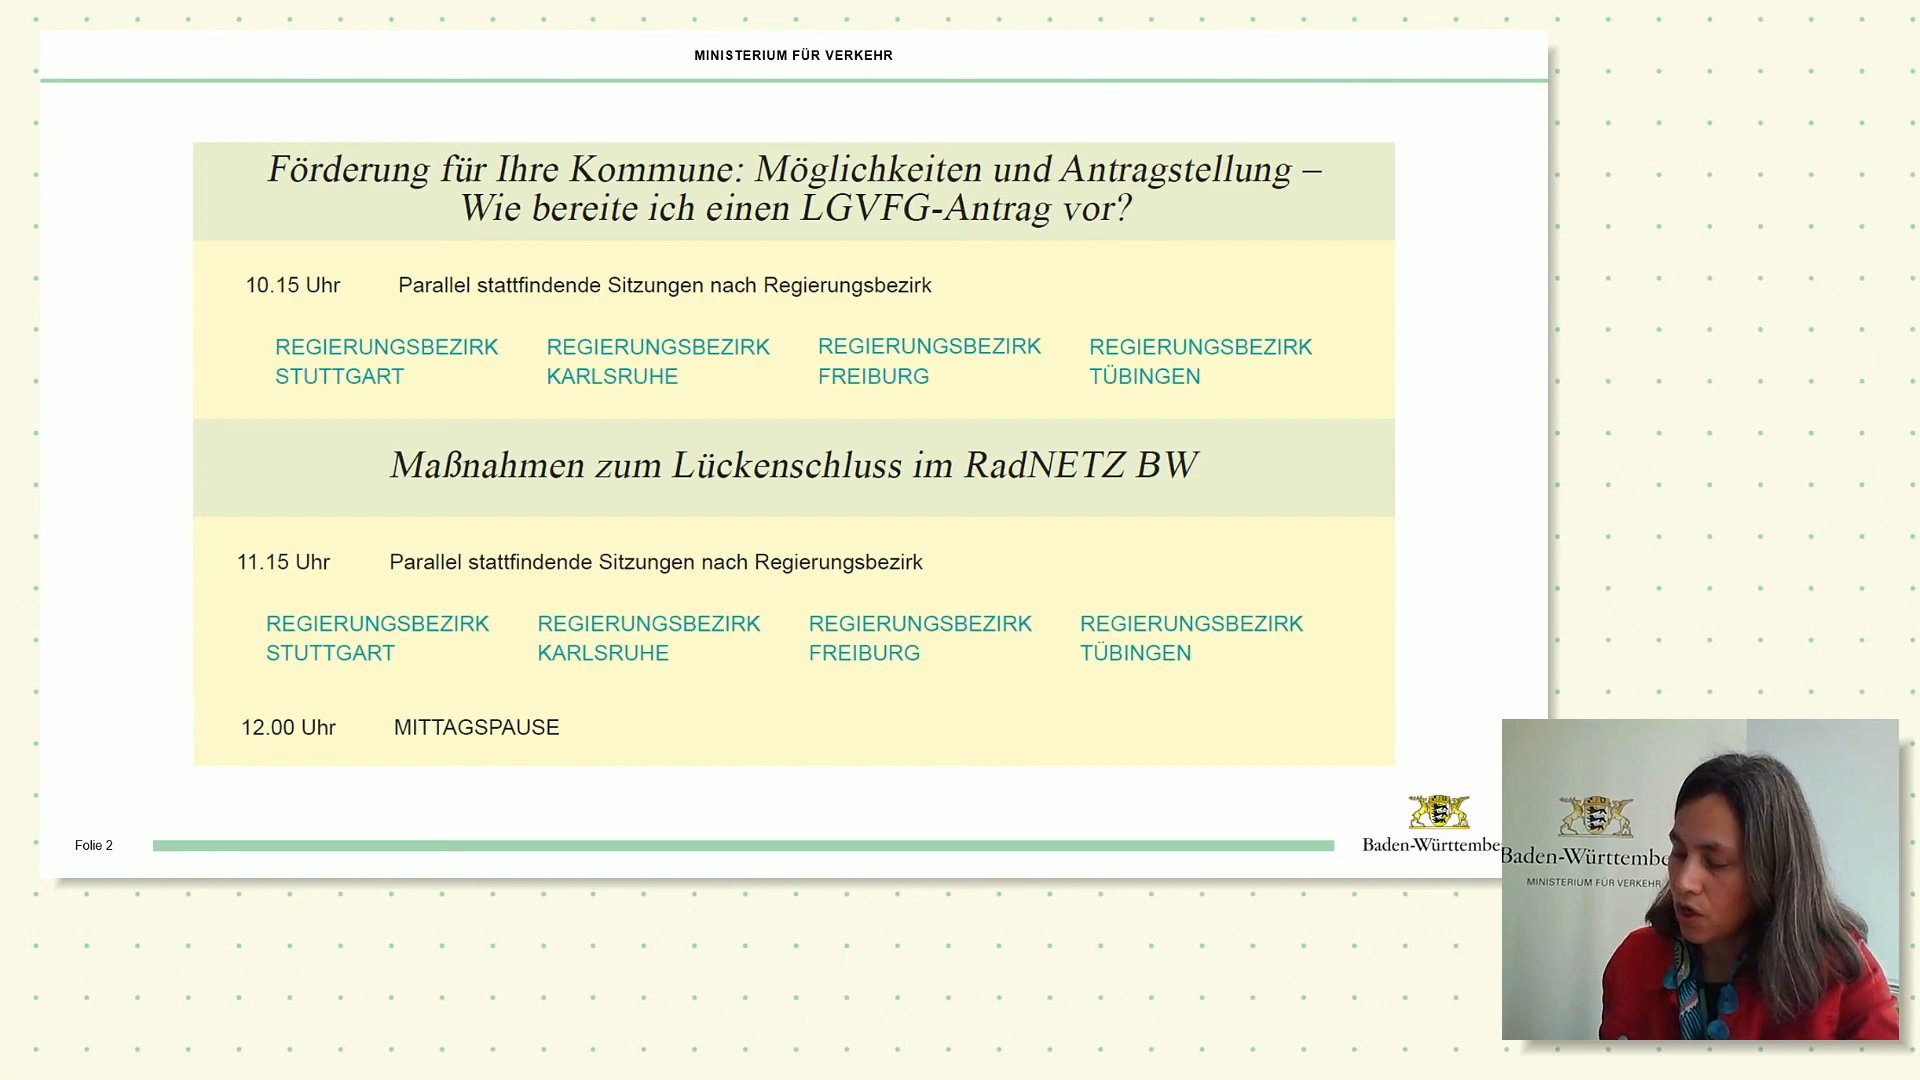 MINISTERIUM FÜR VERKEHR
Förderung für Ihre Kommune: Möglichkeiten und Antragstellung –
Wie bereite ich einen LGVFG-Antrag vor?
10.15 Uhr Parallel stattfindende Sitzungen nach Regierungsbezirk
REGIERUNGSBEZIRK REGIERUNGSBEZIRK REGIERUNGSBEZIRK REGIERUNGSBEZIRK
STUTTGART KARLSRUHE FREIBURG TÜBINGEN
Maßnahmen zum Lückenschluss im RadNETZ BW
11.15 Uhr Parallel stattfindende Sitzungen nach Regierungsbezirk
REGIERUNGSBEZIRK REGIERUNGSBEZIRK REGIERUNGSBEZIRK REGIERUNGSBEZIRK
STUTTGART KARLSRUHE FREIBURG TÜBINGEN
12.00 Uhr MITTAGSPAUSE
Folie 2
Baden-Württembe
Baden-Württembe
MINISTERIUM FÜR VERKEHR